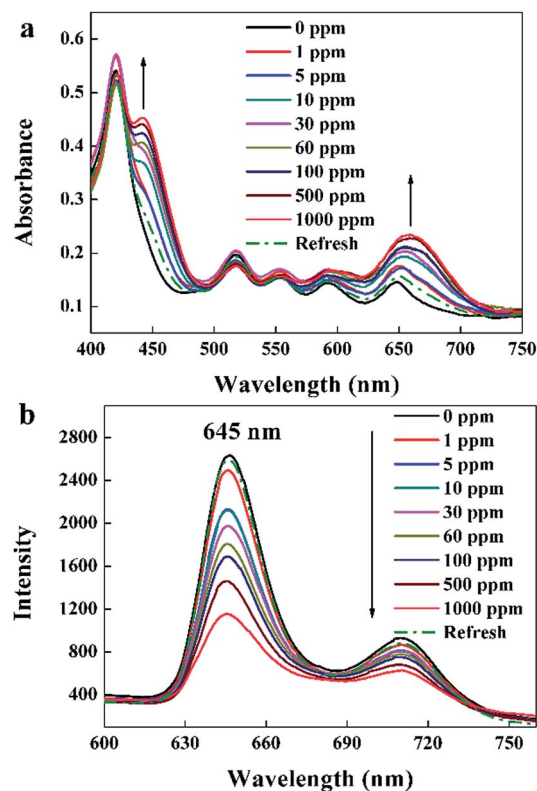 a
0 ppm
1 ppm
5 ppm
10 ppm
30 ppm
60 ppm
100 ppm
500 ppm
1000 ppm
Refresh
Absorbance
0.6
0.5
0.4
0.3
0.2
0.1
400 450 500 550 600 650 700 750
Wavelength (nm)
b
645 nm
0 ppm
1 ppm
5 ppm
10 ppm
30 ppm
60 ppm
100 ppm
500 ppm
1000 ppm
Refresh
Intensity
2800
2400
2000
1600
1200
800
400
600 630 660 690 720 750
Wavelength (nm)